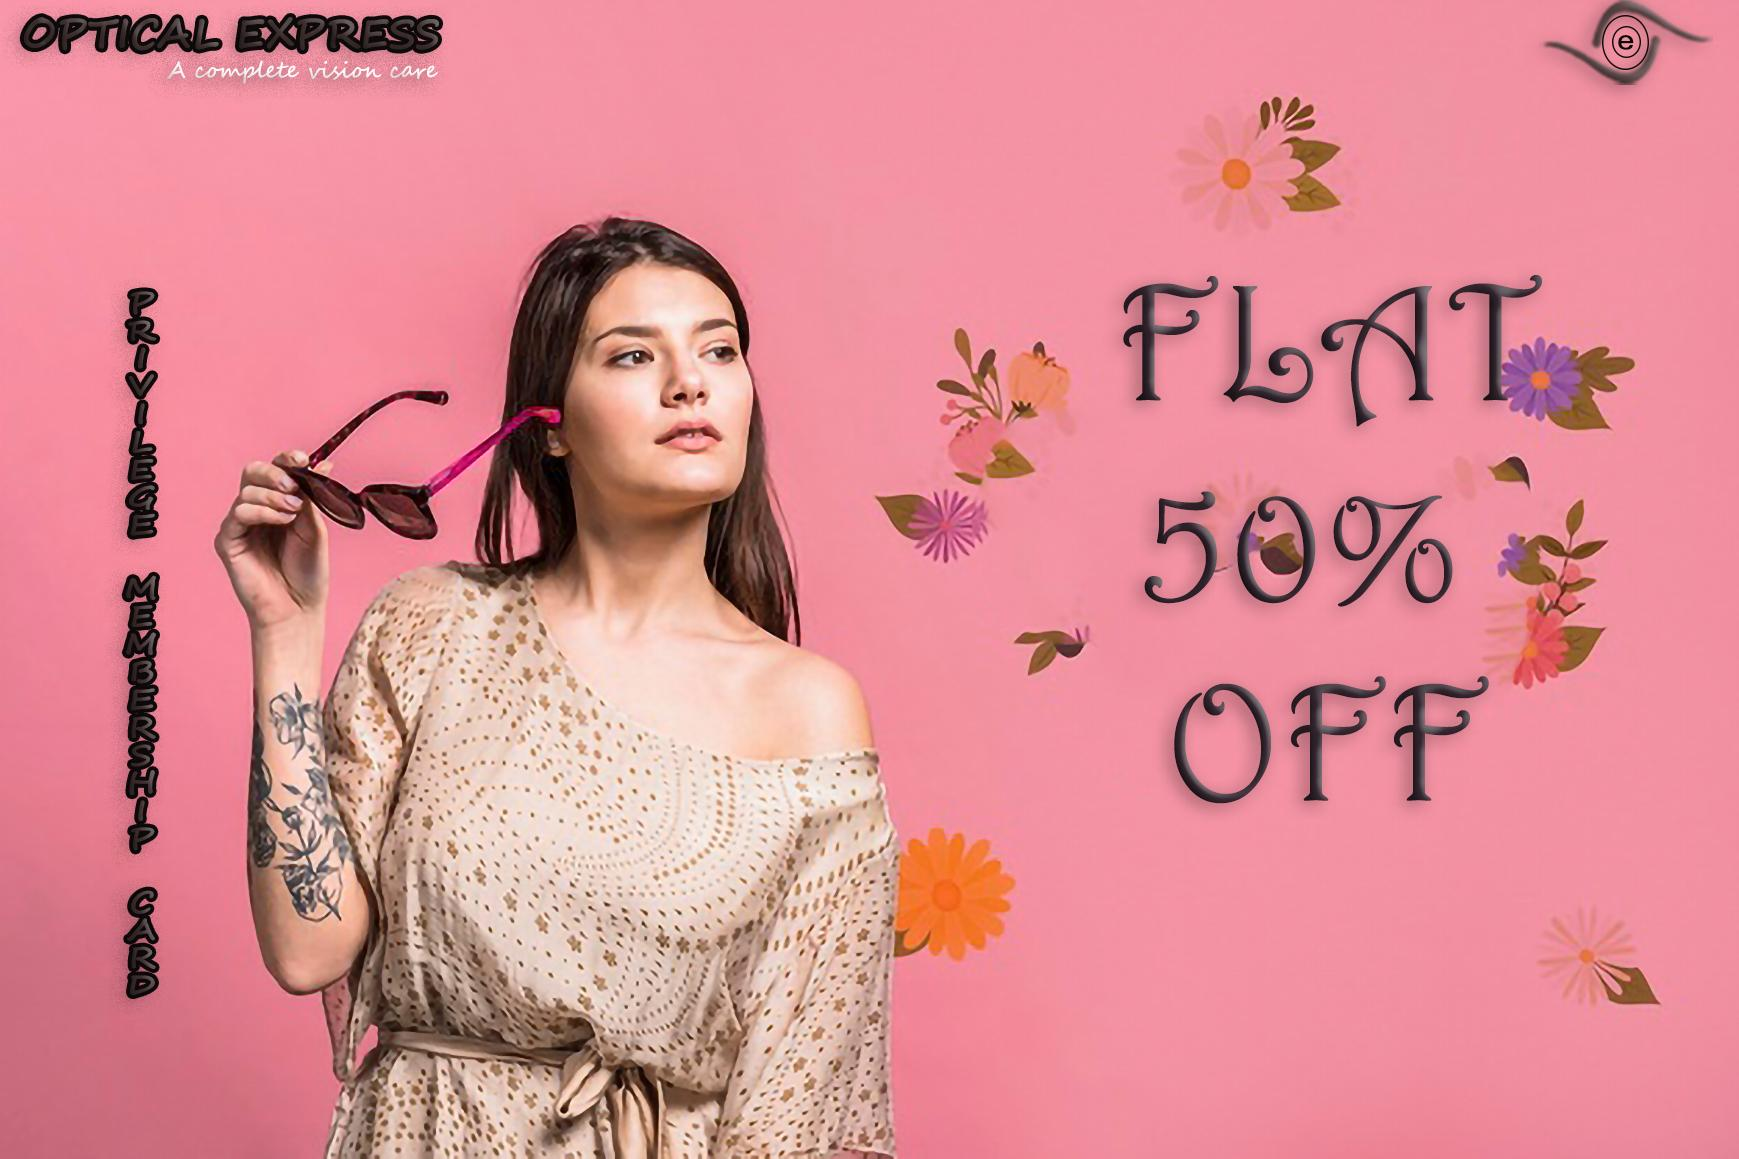 OPTICAL EXPRESS
A complete vision care
e
PRIVILEGE MEMBERSHIP CARD
FLAT
50%
OFF